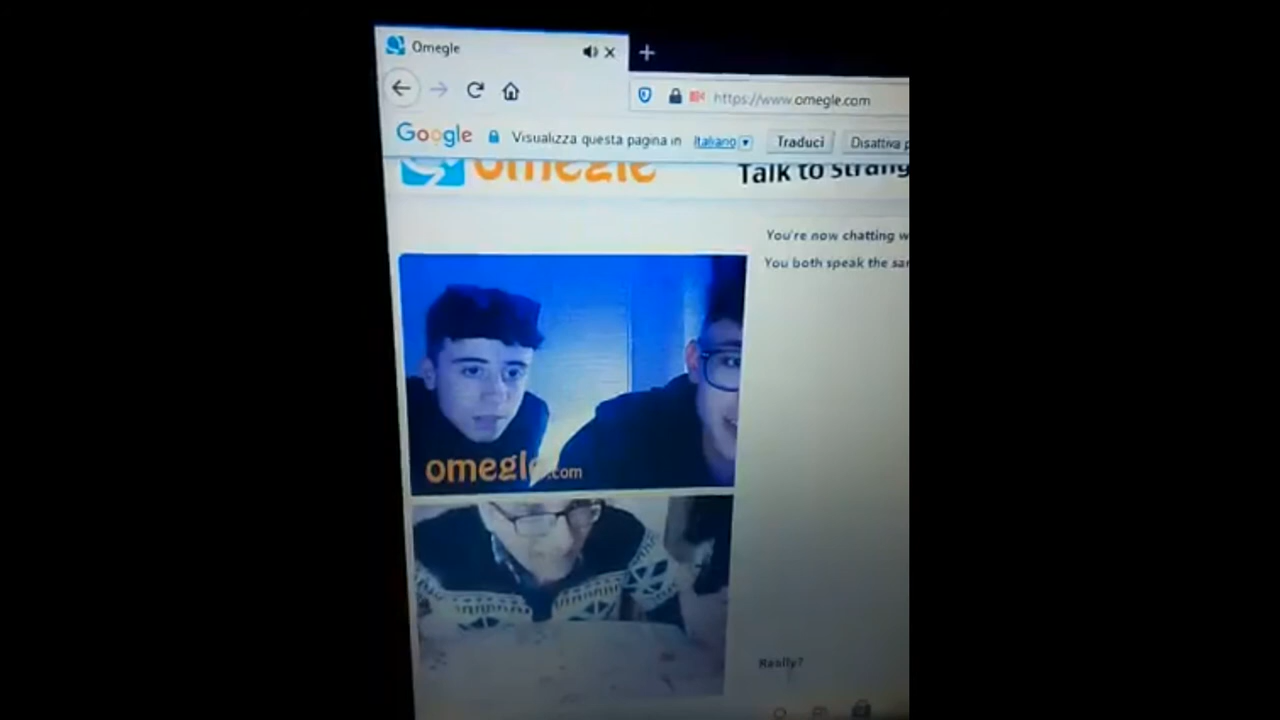 Omegle
https://www.omegle.com
Google Visualizza questa pagina in Italiano Traduci Disattiva p
omegle Talk to strang
You're now chatting w
You both speak the sa
omegle.com
Really?